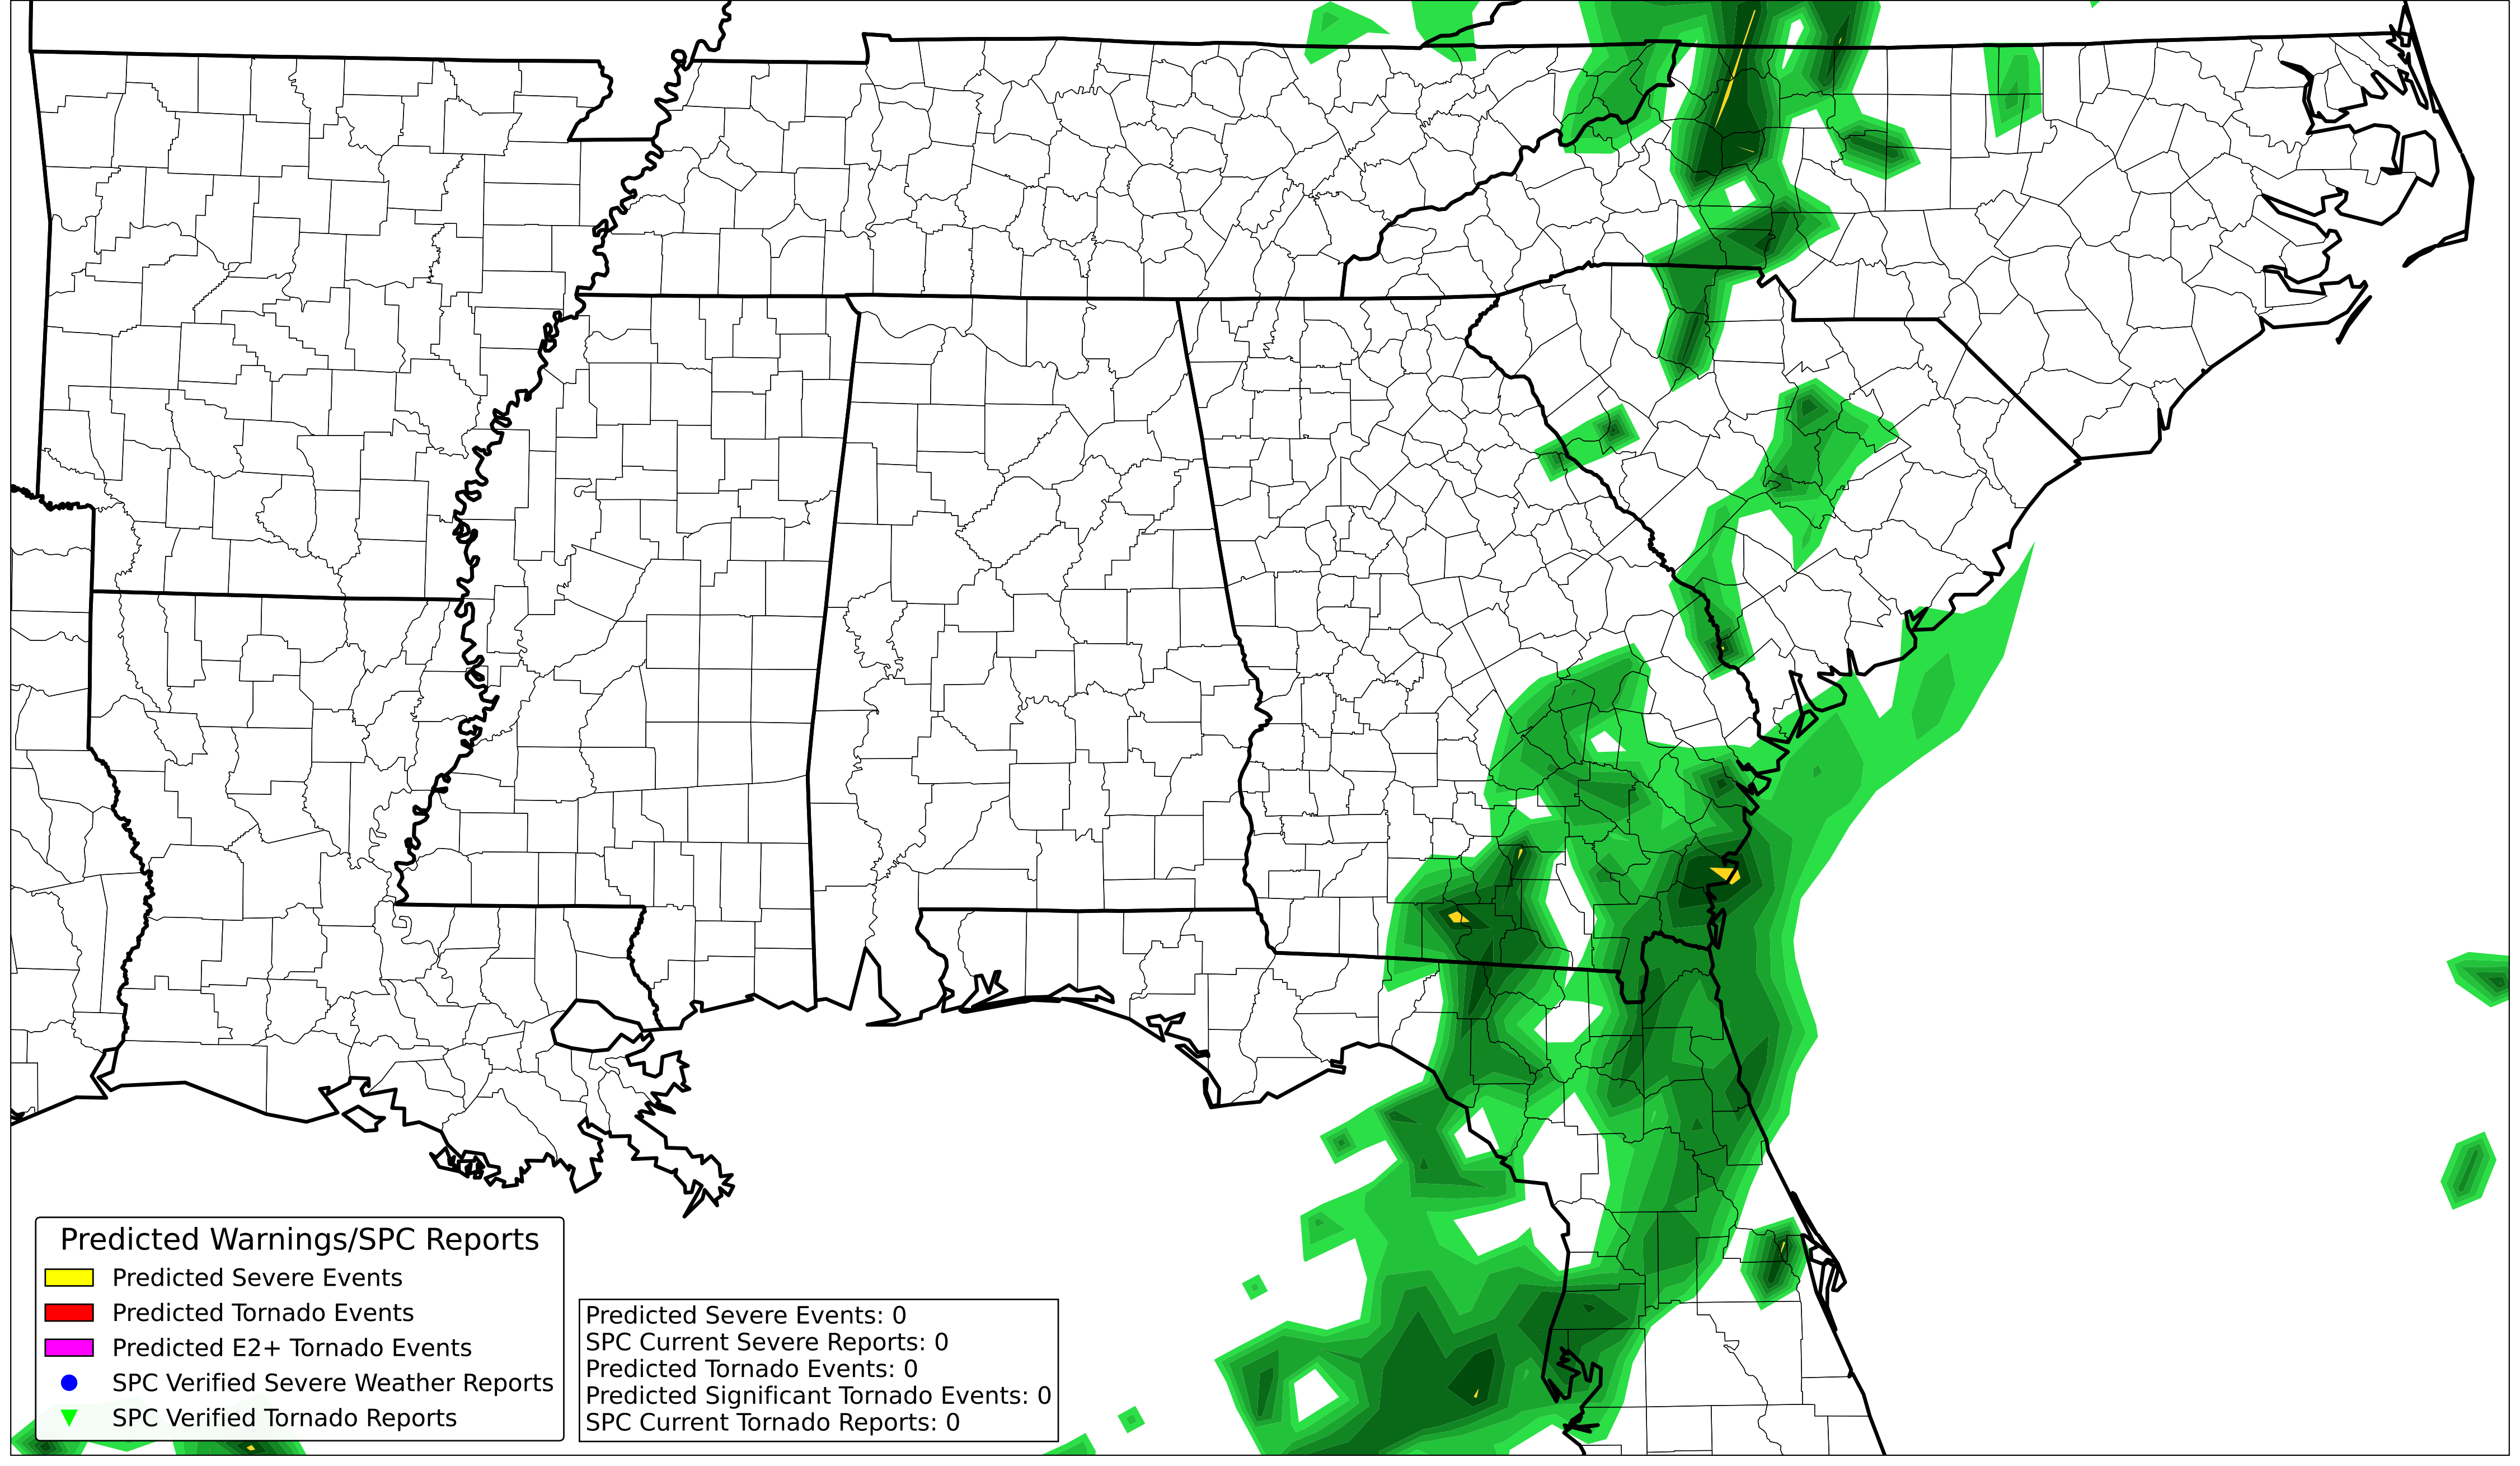 Predicted Warnings/SPC Reports
Predicted Severe Events
Predicted Tornado Events
Predicted E2+ Tornado Events
SPC Verified Severe Weather Reports
SPC Verified Tornado Reports
Predicted Severe Events: 0
SPC Current Severe Reports: 0
Predicted Tornado Events: 0
Predicted Significant Tornado Events: 0
SPC Current Tornado Reports: 0